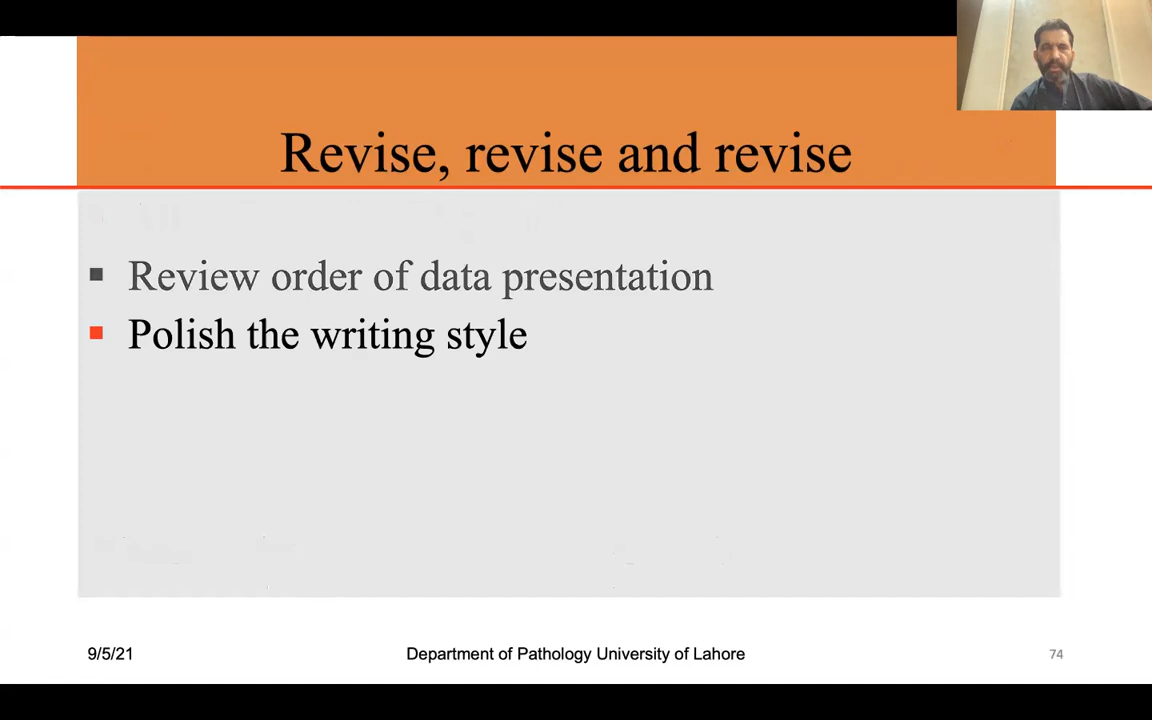 Revise, revise and revise
Review order of data presentation
Polish the writing style
9/5/21
Department of Pathology University of Lahore
74